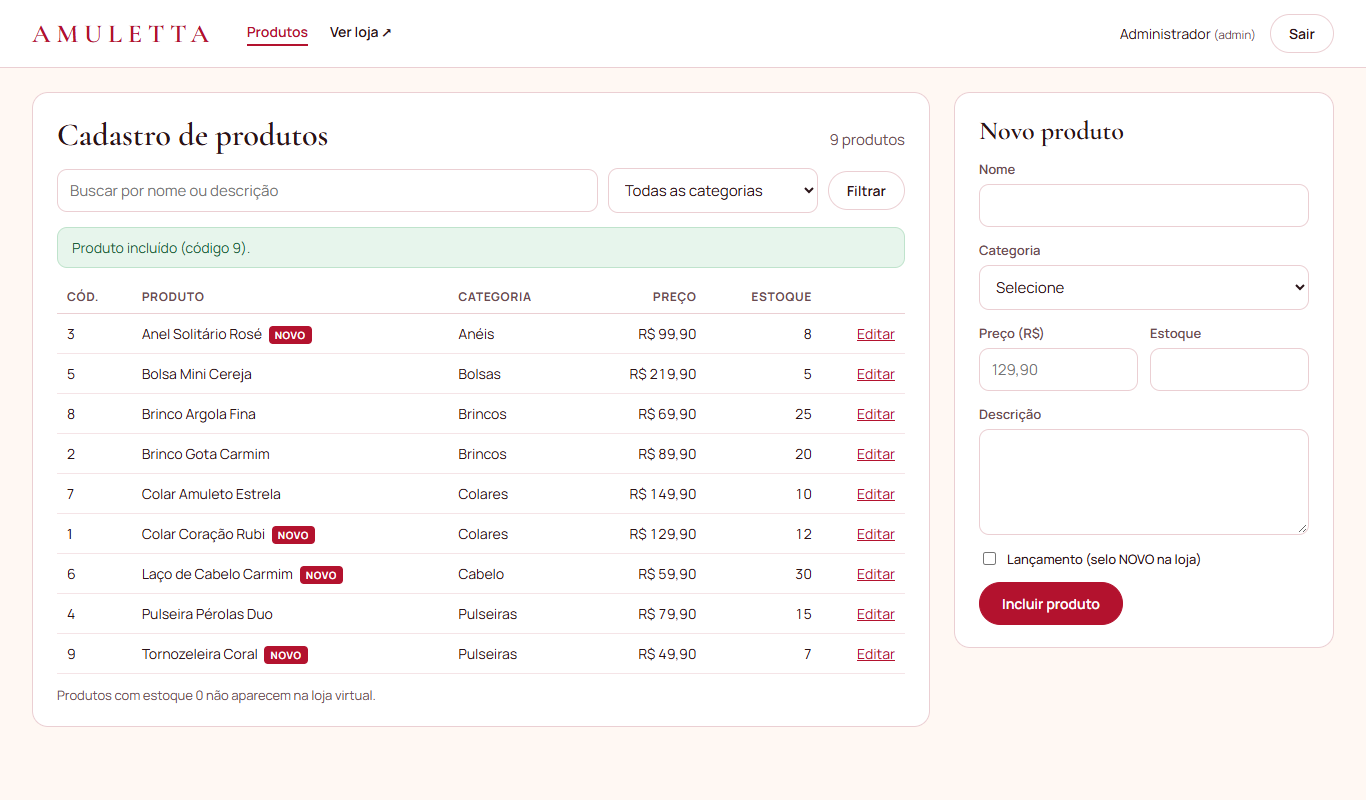 AMULETTA Produtos Ver loja ↗ Administrador (admin) Sair
Cadastro de produtos
9 produtos
Buscar por nome ou descrição Todas as categorias Filtrar
Produto incluído (código 9).
CÓD. PRODUTO CATEGORIA PREÇO ESTOQUE
3 Anel Solitário Rosé NOVO Anéis R$ 99,90 8 Editar
5 Bolsa Mini Cereja Bolsas R$ 219,90 5 Editar
8 Brinco Argola Fina Brincos R$ 69,90 25 Editar
2 Brinco Gota Carmim Brincos R$ 89,90 20 Editar
7 Colar Amuleto Estrela Colares R$ 149,90 10 Editar
1 Colar Coração Rubi NOVO Colares R$ 129,90 12 Editar
6 Laço de Cabelo Carmim NOVO Cabelo R$ 59,90 30 Editar
4 Pulseira Pérolas Duo Pulseiras R$ 79,90 15 Editar
9 Tornozeleira Coral NOVO Pulseiras R$ 49,90 7 Editar
Produtos com estoque 0 não aparecem na loja virtual.
Novo produto
Nome
Categoria
Selecione
Preço (R$) Estoque
129,90
Descrição
Lançamento (selo NOVO na loja)
Incluir produto